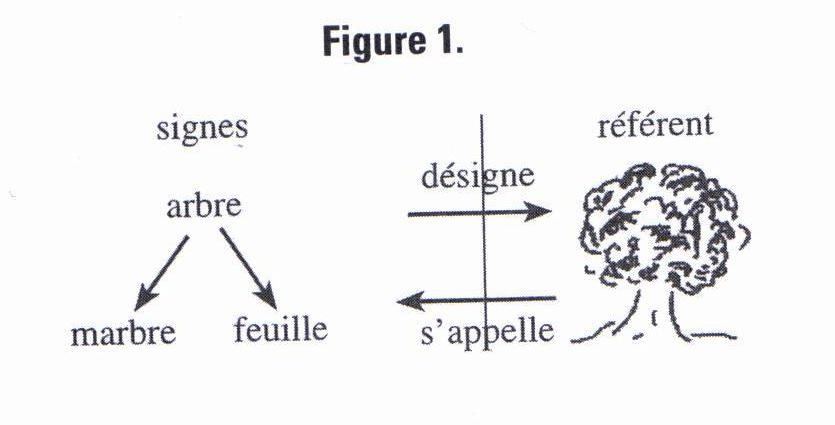 Figure 1.
signes
référent
désigne
arbre
marbre
feuille
s'appelle